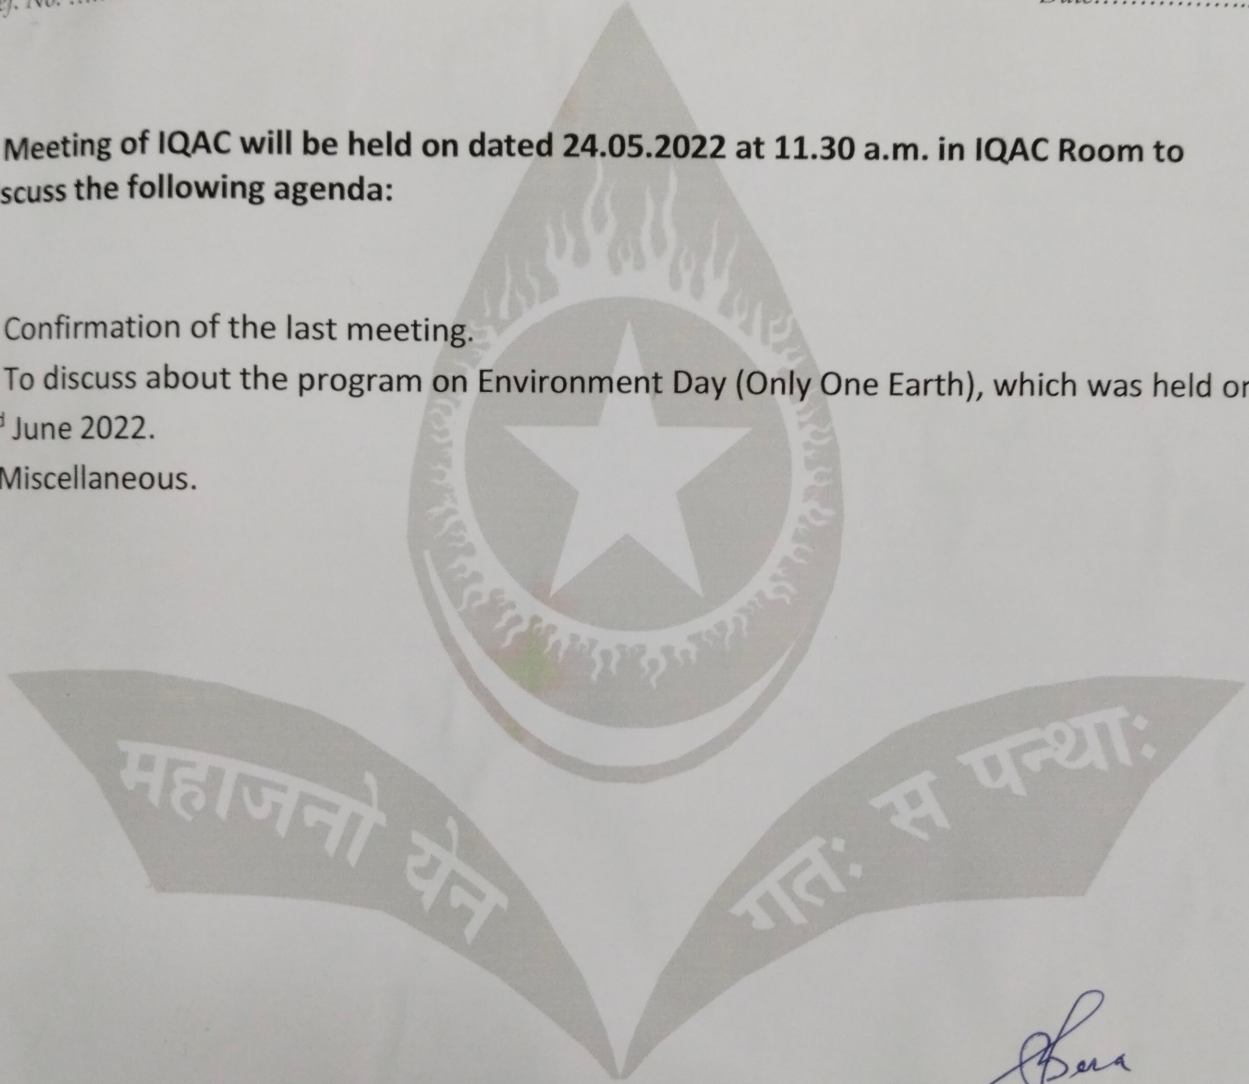 Meeting of IQAC will be held on dated 24.05.2022 at 11.30 a.m. in IQAC Room to
scuss the following agenda:
Confirmation of the last meeting.
To discuss about the program on Environment Day (Only One Earth), which was held on
d June 2022.
Miscellaneous.
महाजनो येन
गतः स पन्थाः